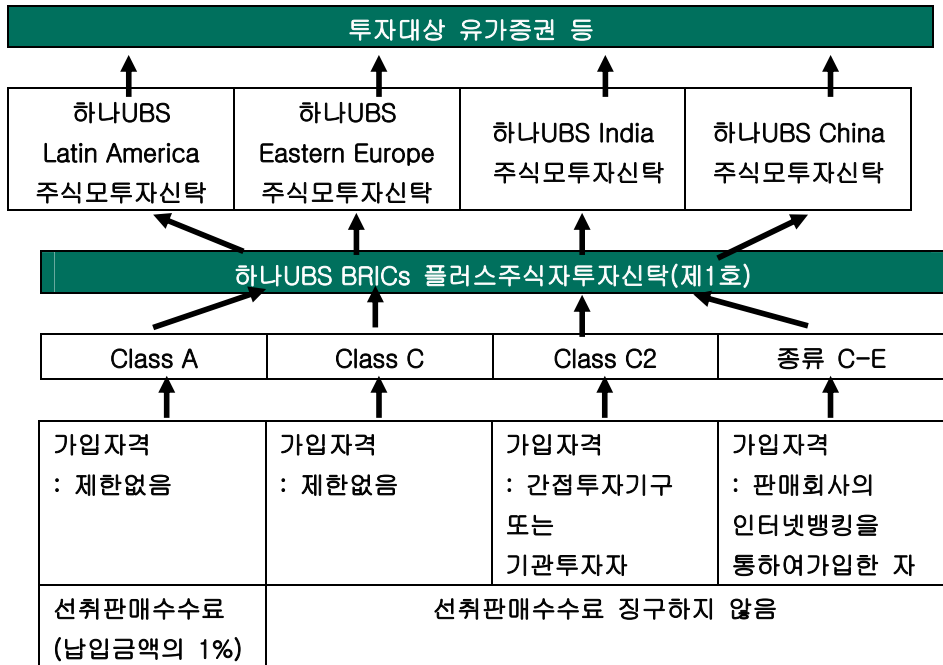 투자대상 유가증권 등
하나UBS
Latin America
주식모투자신탁
하나UBS
Eastern Europe
주식모투자신탁
하나UBS India
주식모투자신탁
하나UBS China
주식모투자신탁
하나UBS BRICs 플러스주식자투자신탁(제1호)
Class A
Class C
Class C2
종류 C-E
가입자격
: 제한없음
가입자격
: 제한없음
가입자격
: 간접투자기구
또는
기관투자자
가입자격
: 판매회사의
인터넷뱅킹을
통하여가입한 자
선취판매수수료
(납입금액의 1%)
선취판매수수료 징구하지 않음